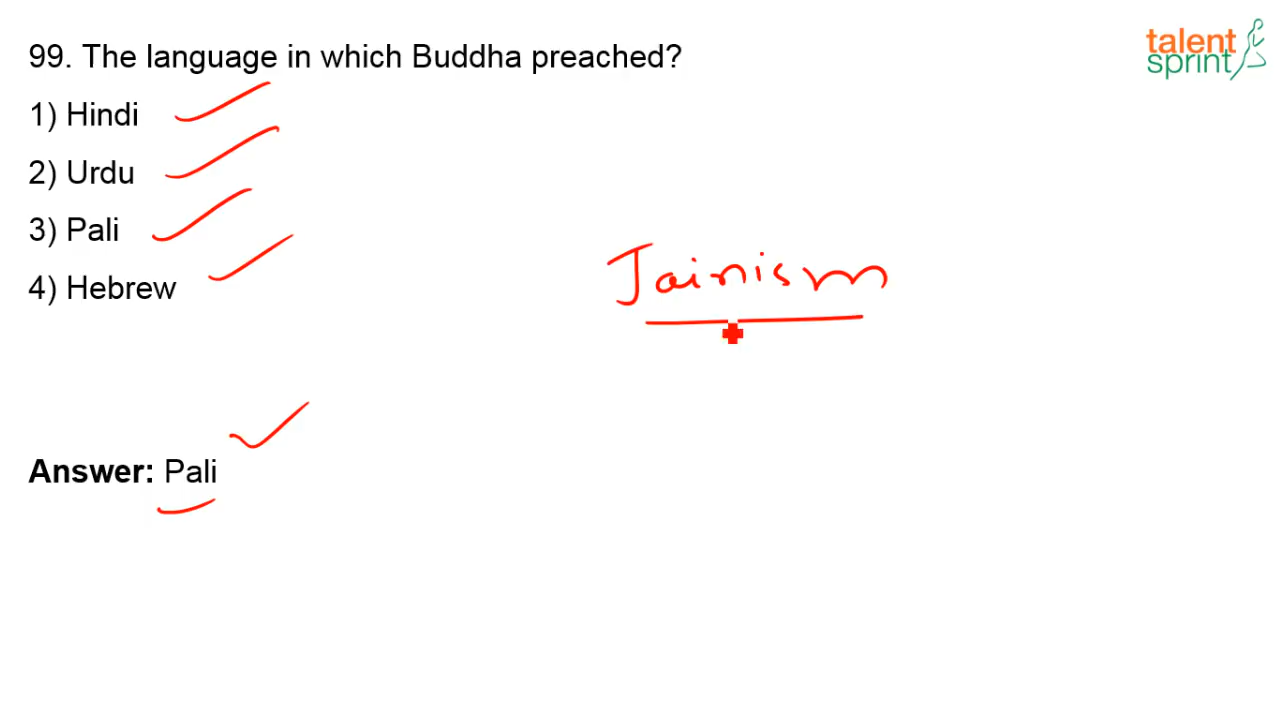 99. The language in which Buddha preached?
talent
sprint
1) Hindi
2) Urdu
3) Pali
4) Hebrew
Jainism
Answer: Pali